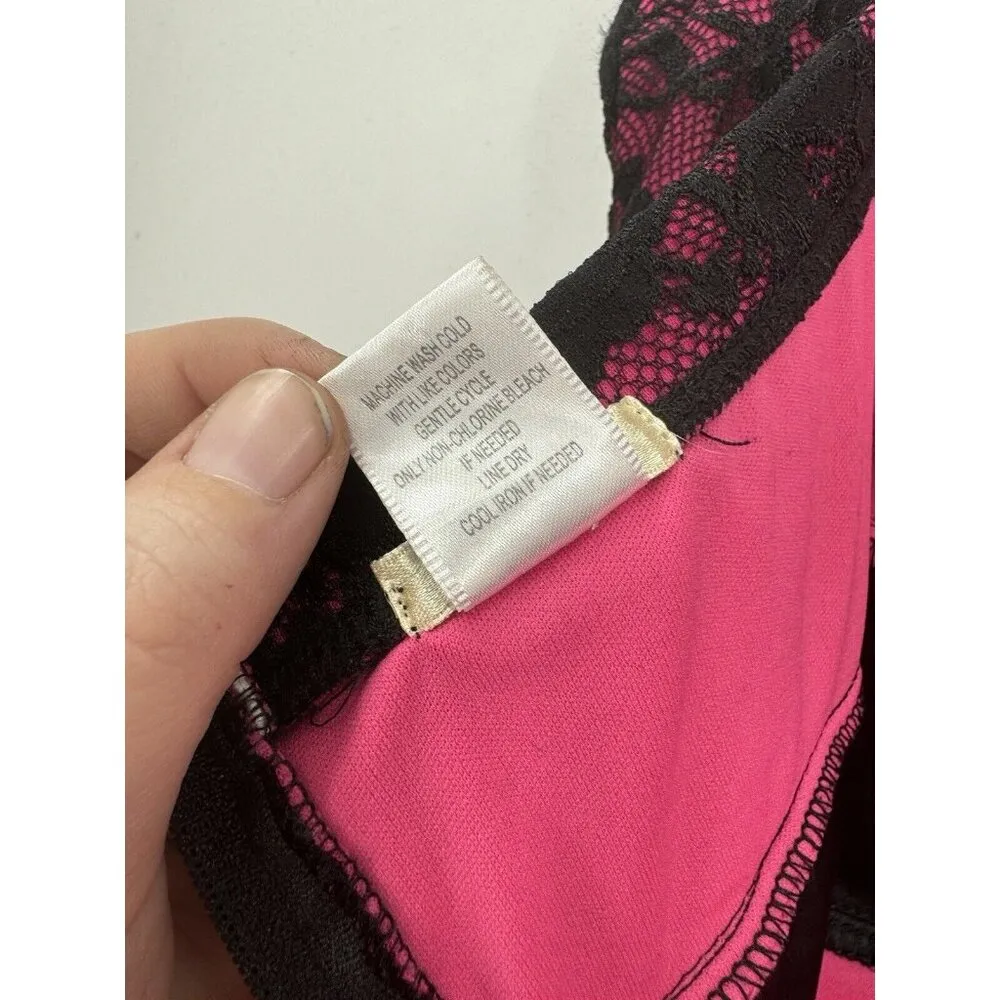 MACHINE WASH COLD
WITH LIKE COLORS
GENTLE CYCLE
ONLY NON-CHLORINE BLEACH
IF NEEDED
LINE DRY
COOL IRON IF NEEDED